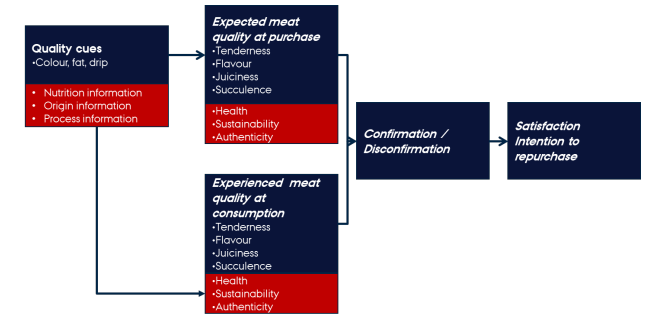 Quality cues
•Colour, fat, drip
• Nutrition information
• Origin information
• Process information
Expected meat
quality at purchase
•Tenderness
•Flavour
•Juiciness
•Succulence
•Health
•Sustainability
•Authenticity
Experienced meat
quality at
consumption
•Tenderness
•Flavour
•Juiciness
•Succulence
•Health
•Sustainability
•Authenticity
Confirmation /
Disconfirmation
Satisfaction
Intention to
repurchase